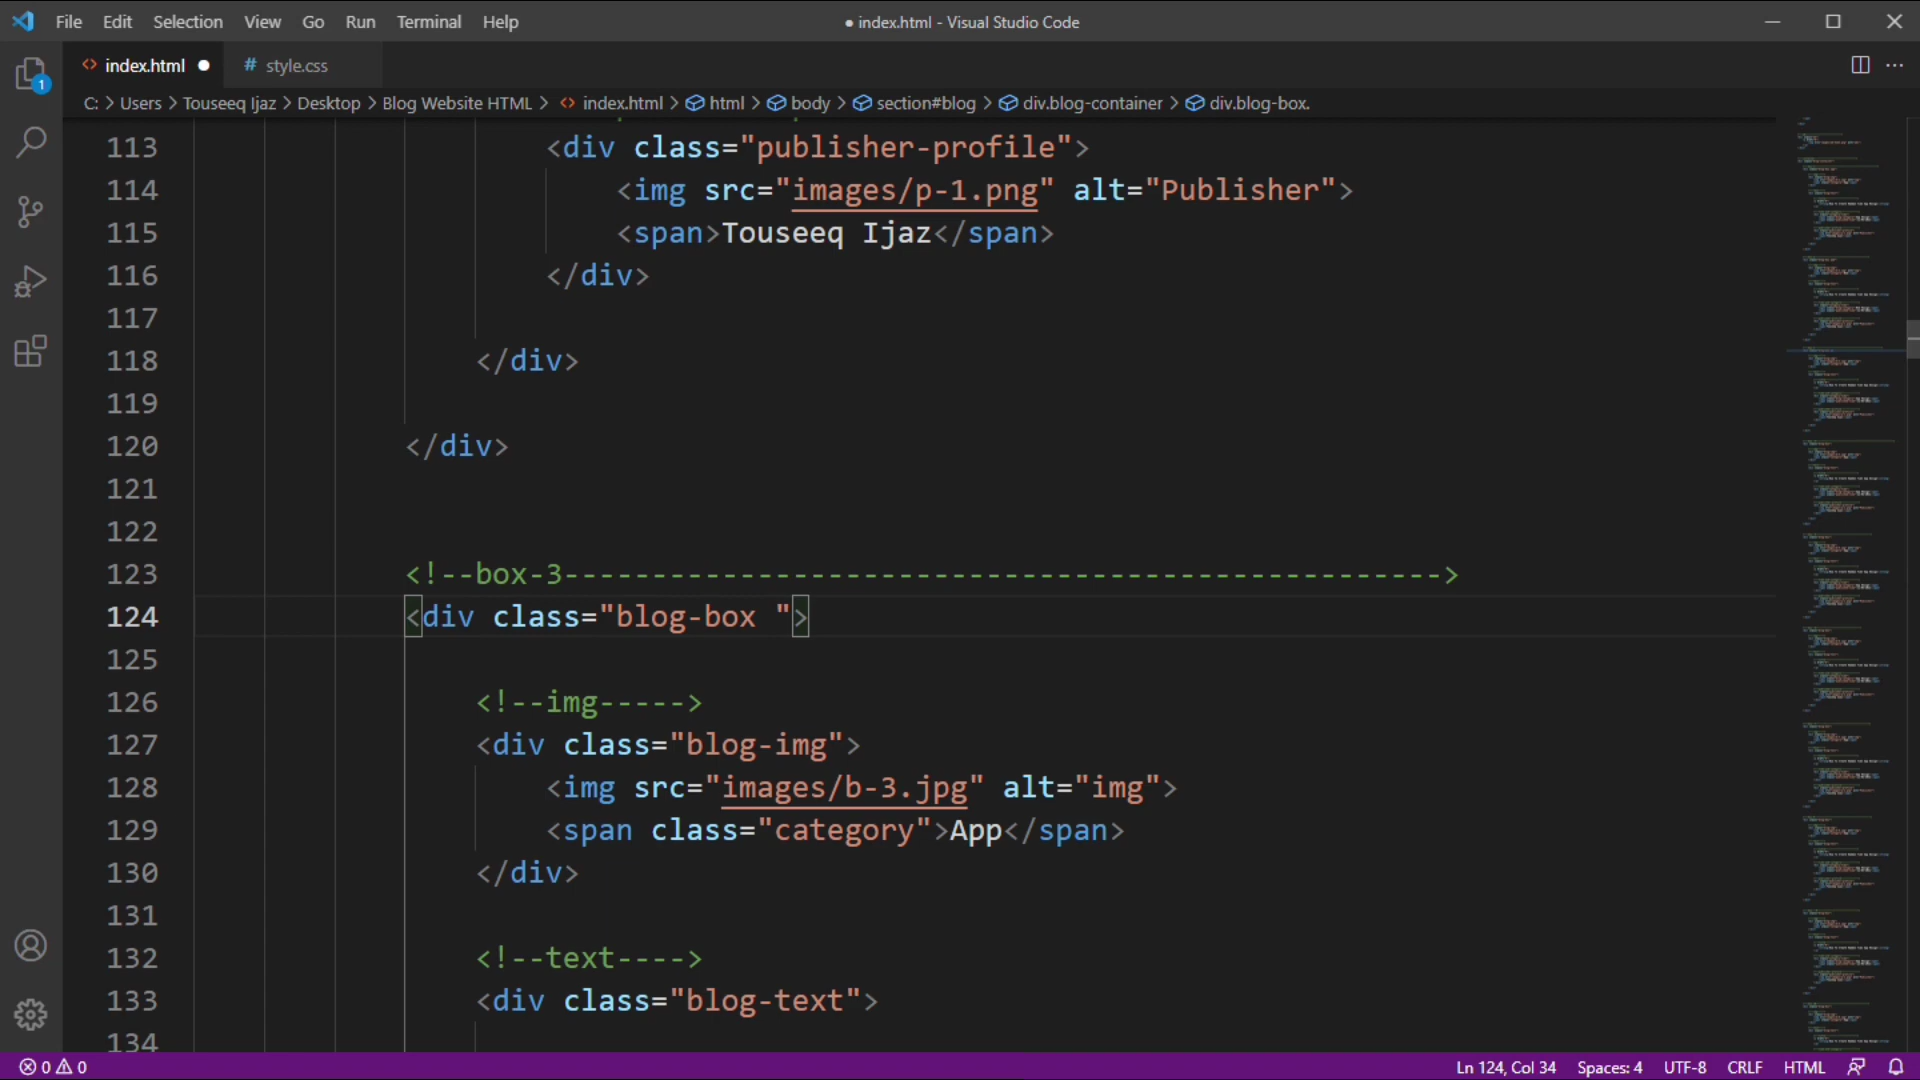 File Edit Selection View Go Run Terminal Help
● index.html - Visual Studio Code
index.html ●
# style.css
C: > Users > Touseeq Ijaz > Desktop > Blog Website HTML > index.html > html > body > section#blog > div.blog-container > div.blog-box.
1
113 <div class="publisher-profile">
114 <img src="images/p-1.png" alt="Publisher">
115 <span>Touseeq Ijaz</span>
116 </div>
117
118 </div>
119
120 </div>
121
122
123 <!--box-3-------------------------------------------------->
124 <div class="blog-box ">
125
126 <!--img----->
127 <div class="blog-img">
128 <img src="images/b-3.jpg" alt="img">
129 <span class="category">App</span>
130 </div>
131
132 <!--text---->
133 <div class="blog-text">
134
0 0
Ln 124, Col 34 Spaces: 4 UTF-8 CRLF HTML